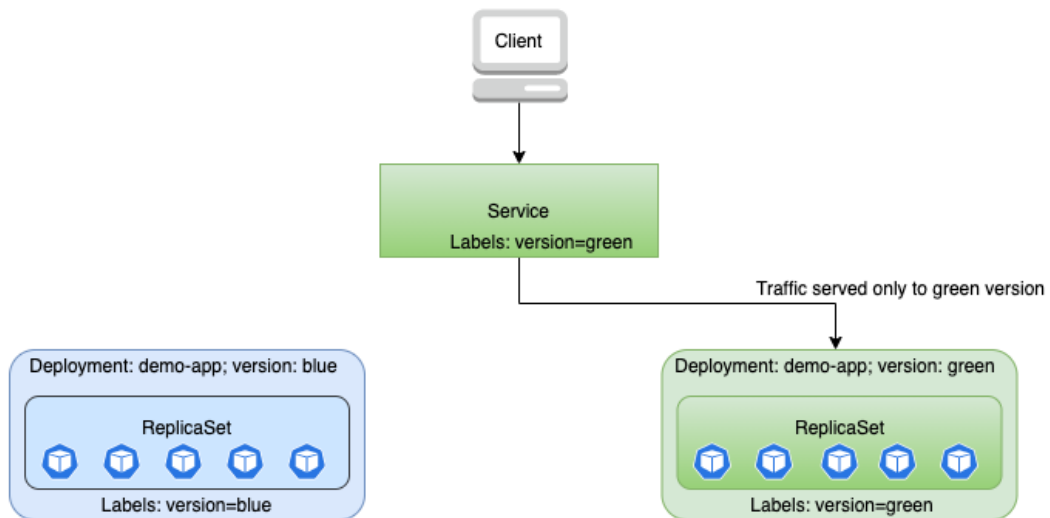 Client
Service
Labels: version=green
Traffic served only to green version
Deployment: demo-app; version: blue
ReplicaSet
Labels: version=blue
Deployment: demo-app; version: green
ReplicaSet
Labels: version=green